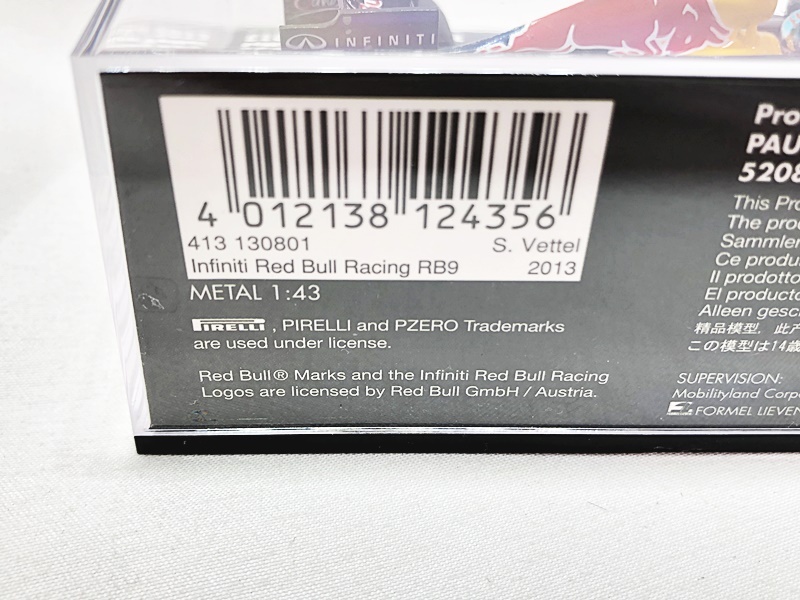 INFINITI
4 012138 124356
413 130801 S. Vettel
Infiniti Red Bull Racing RB9 2013
METAL 1:43
PIRELLI, PIRELLI and PZERO Trademarks
are used under license.
Red Bull® Marks and the Infiniti Red Bull Racing
Logos are licensed by Red Bull GmbH / Austria.
Pro
PAU
5208
This Pro
The prod
Sammler
Ce produ
Il prodotto
El producto
Alleen gesc
精品模型，此产
この模型は14歳
SUPERVISION:
Mobilityland Corpo
FORMEL LIEVEN